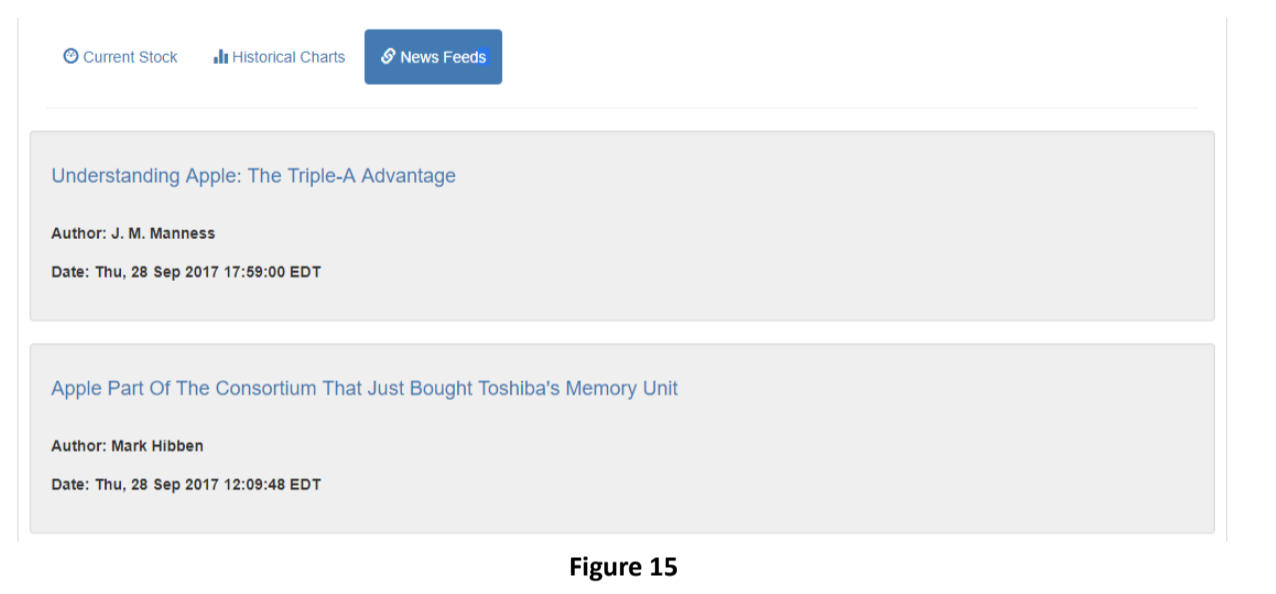 Current Stock Historical Charts News Feeds
Understanding Apple: The Triple-A Advantage
Author: J. M. Manness
Date: Thu, 28 Sep 2017 17:59:00 EDT
Apple Part Of The Consortium That Just Bought Toshiba's Memory Unit
Author: Mark Hibben
Date: Thu, 28 Sep 2017 12:09:48 EDT
Figure 15